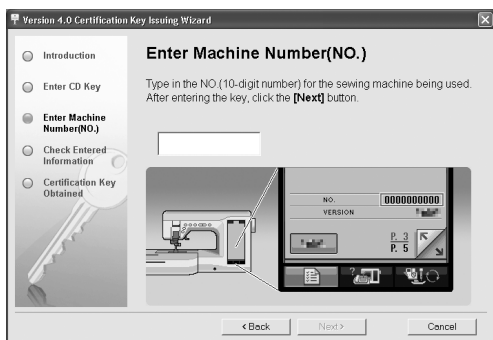 Version 4.0 Certification Key Issuing Wizard
Introduction
Enter CD Key
Enter Machine
Number(NO.)
Check Entered
Information
Certification Key
Obtained
Enter Machine Number(NO.)
Type in the NO.(10-digit number) for the sewing machine being used.
After entering the key, click the [Next] button.
NO. 0000000000
VERSION
P. 3
P. 5
< Back Next > Cancel